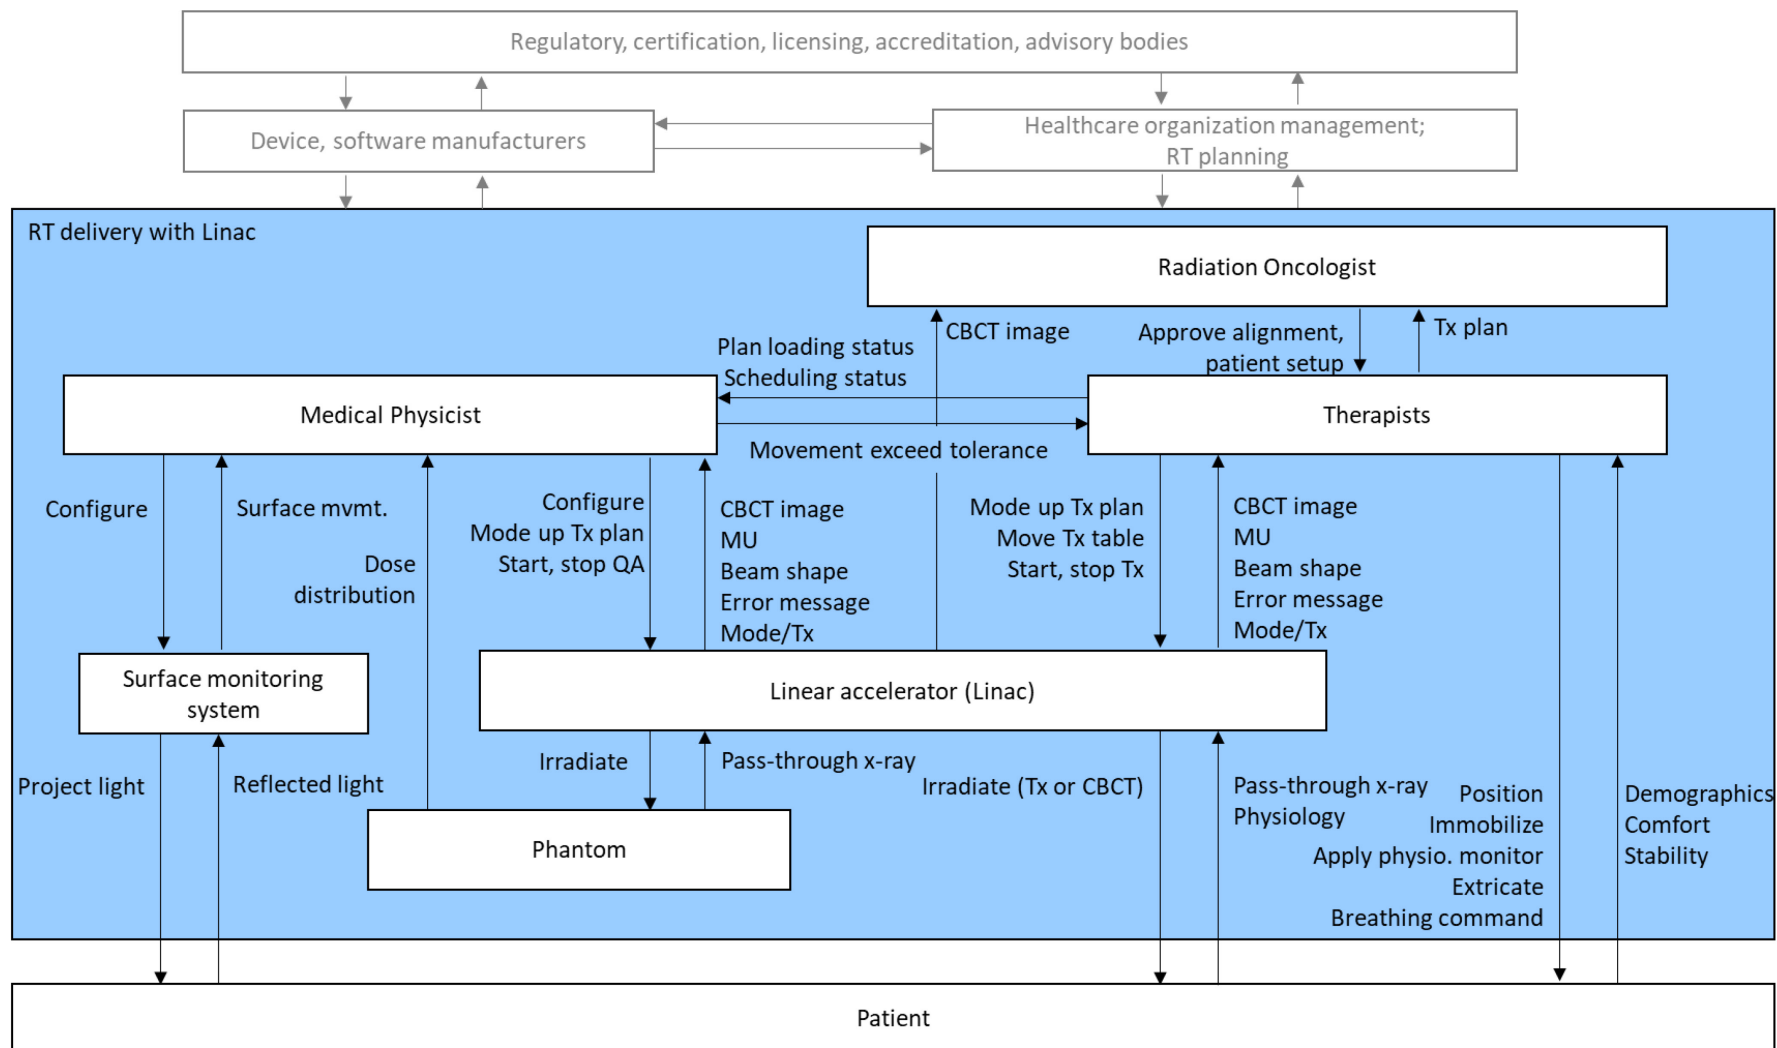 Regulatory, certification, licensing, accreditation, advisory bodies
Device, software manufacturers
Healthcare organization management;
RT planning
RT delivery with Linac
Radiation Oncologist
CBCT image
Approve alignment,
patient setup
Tx plan
Plan loading status
Scheduling status
Medical Physicist
Therapists
Movement exceed tolerance
Configure
Surface mvmt.
Dose
distribution
Configure
Mode up Tx plan
Start, stop QA
CBCT image
MU
Beam shape
Error message
Mode/Tx
Mode up Tx plan
Move Tx table
Start, stop Tx
CBCT image
MU
Beam shape
Error message
Mode/Tx
Surface monitoring
system
Linear accelerator (Linac)
Project light
Reflected light
Irradiate
Pass-through x-ray
Irradiate (Tx or CBCT)
Pass-through x-ray
Physiology
Position
Immobilize
Apply physio. monitor
Extricate
Breathing command
Demographics
Comfort
Stability
Phantom
Patient